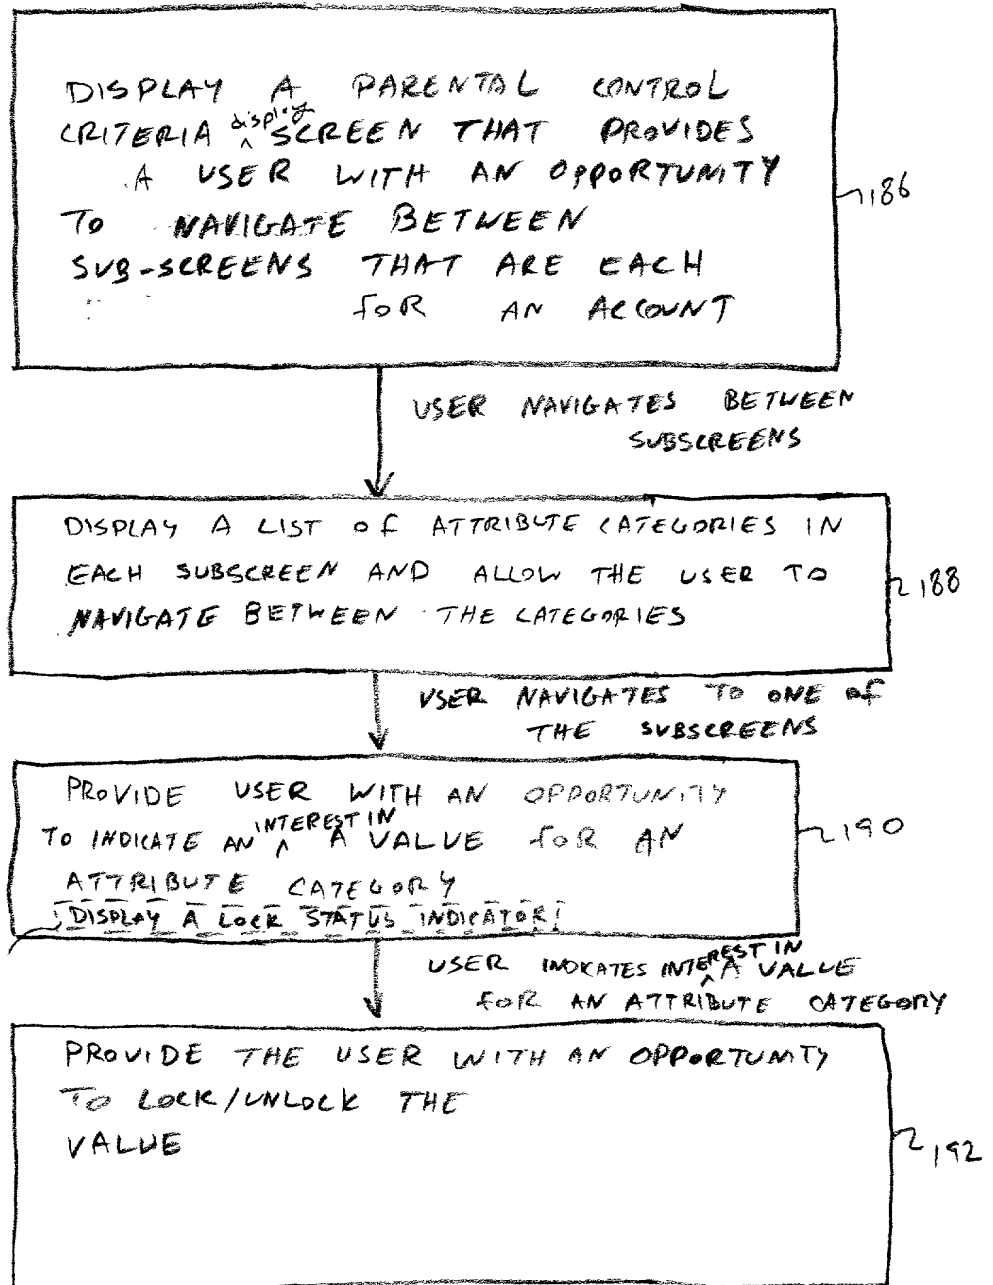 DISPLAY A PARENTAL CONTROL
CRITERIA display SCREEN THAT PROVIDES
A USER WITH AN OPPORTUNITY
TO NAVIGATE BETWEEN
SUB-SCREENS THAT ARE EACH
FOR AN ACCOUNT
186
USER NAVIGATES BETWEEN
SUBSCREENS
DISPLAY A LIST OF ATTRIBUTE CATEGORIES IN
EACH SUBSCREEN AND ALLOW THE USER TO
NAVIGATE BETWEEN THE CATEGORIES
188
USER NAVIGATES TO ONE OF
THE SUBSCREENS
PROVIDE USER WITH AN OPPORTUNITY
TO INDICATE AN INTEREST IN A VALUE FOR AN
ATTRIBUTE CATEGORY
DISPLAY A LOCK STATUS INDICATOR
190
USER INDICATES INTEREST IN A VALUE
FOR AN ATTRIBUTE CATEGORY
PROVIDE THE USER WITH AN OPPORTUNITY
TO LOCK/UNLOCK THE
VALUE
192